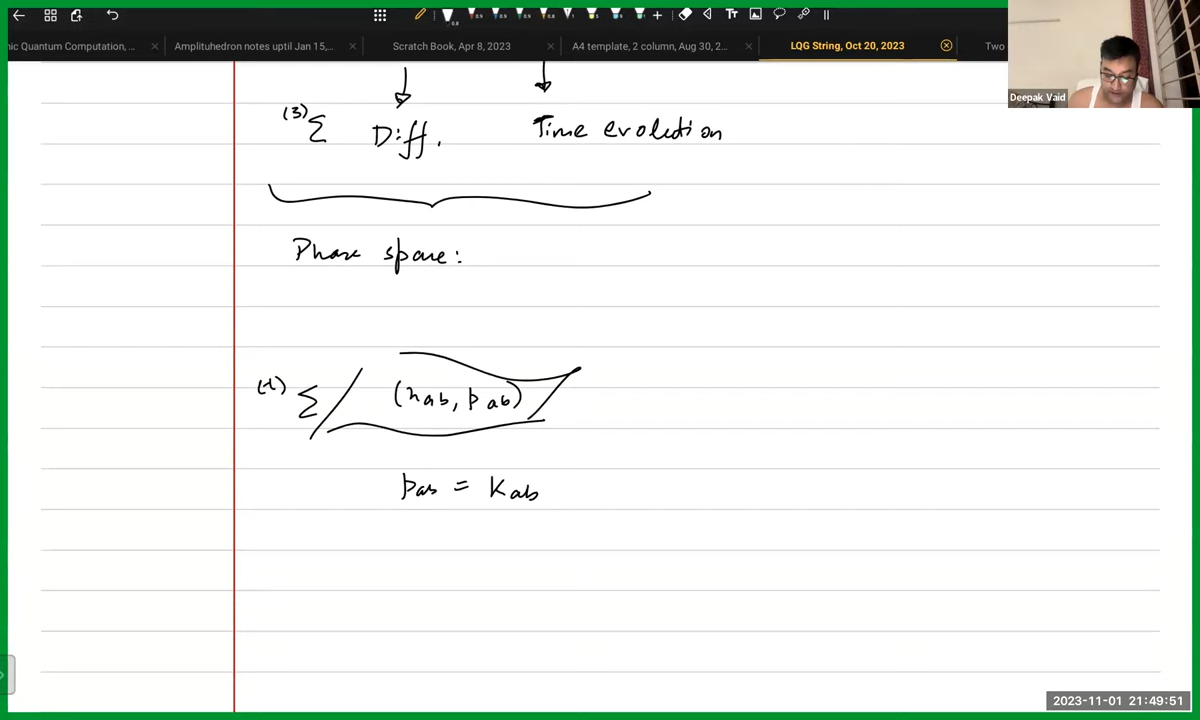 nic Quantum Computation, ... × Amplituhedron notes uptil Jan 15,... × Scratch Book, Apr 8, 2023 × A4 template, 2 column, Aug 30, 2... × LQG String, Oct 20, 2023 Two
Deepak Vaid
(3) Σ Diff. Time evolution
Phase space:
Σ (hab, pab)
pab = Kab
2023-11-01 21:49:51